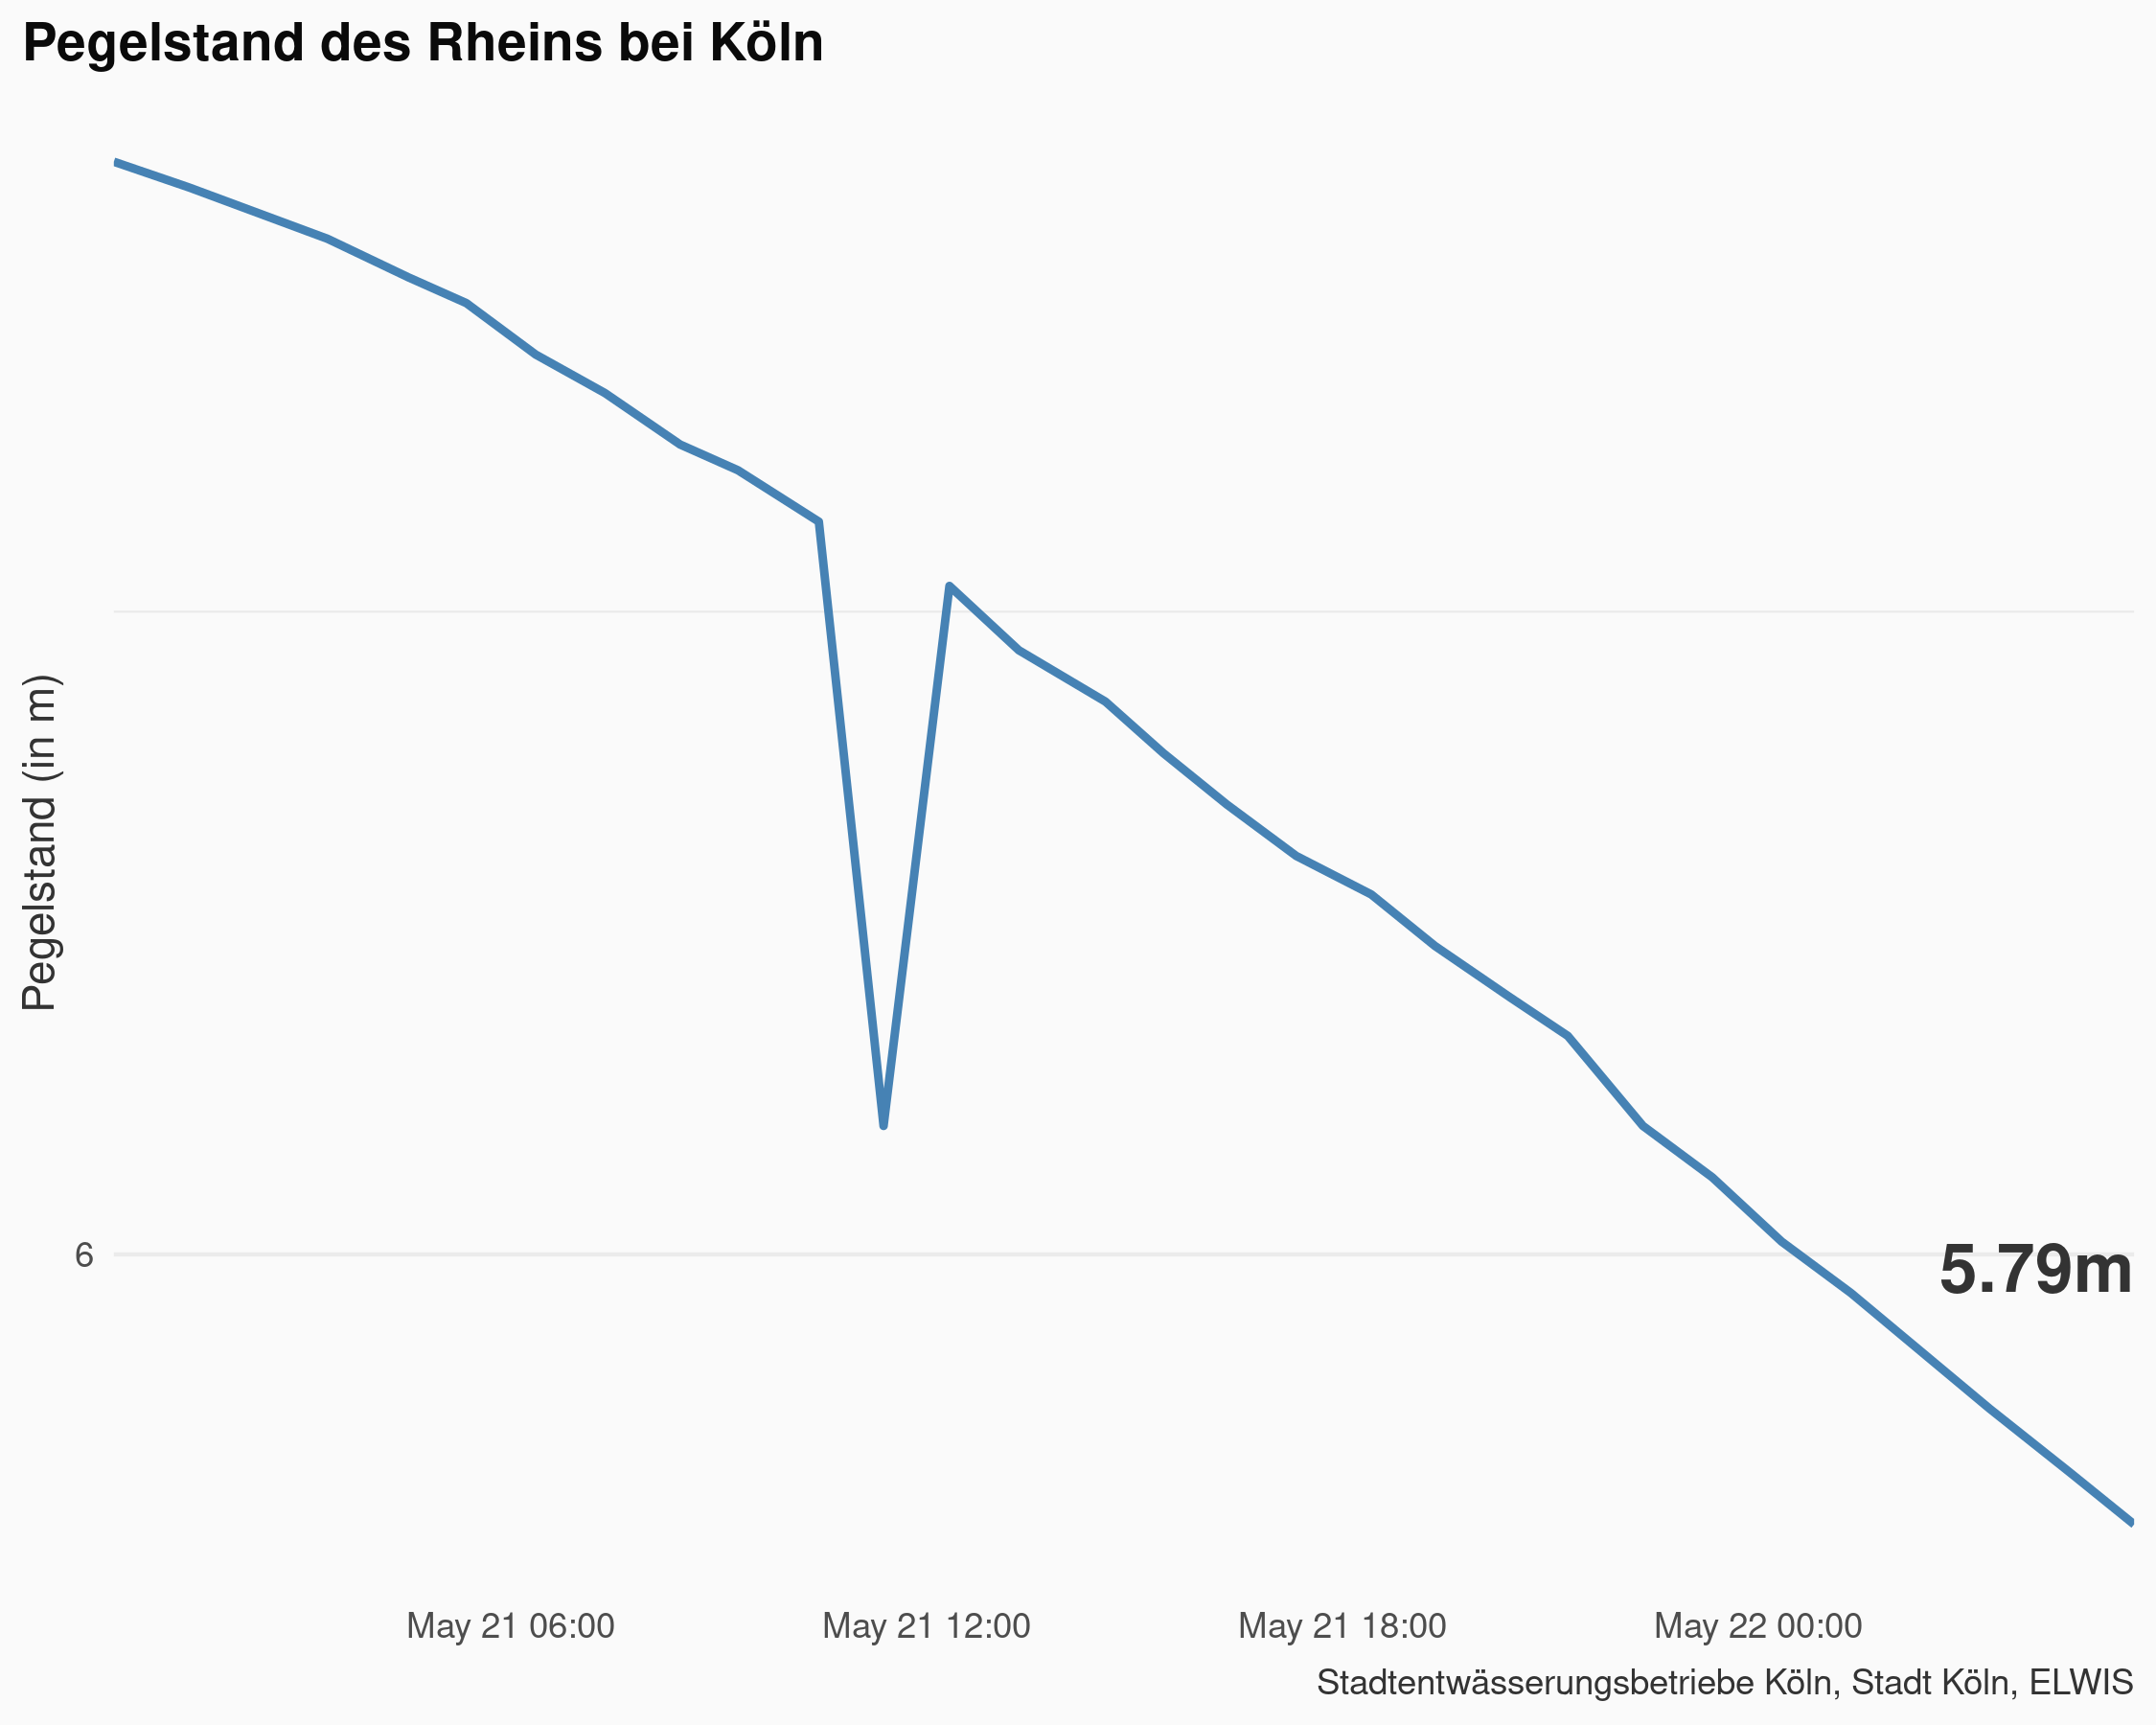 Pegelstand des Rheins bei Köln
Pegelstand (in m)
6
5.79m
May 21 06:00
May 21 12:00
May 21 18:00
May 22 00:00
Stadtentwässerungsbetriebe Köln, Stadt Köln, ELWIS